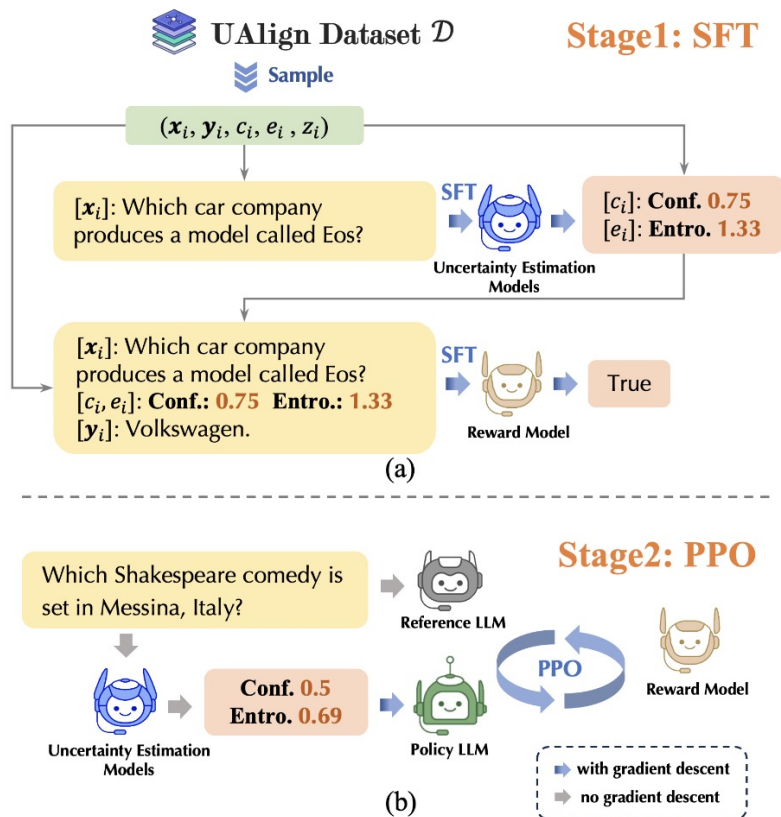 UAlign Dataset 𝒟
Stage1: SFT
Sample
(𝒙ᵢ, 𝒚ᵢ, cᵢ, eᵢ , zᵢ)
[𝒙ᵢ]: Which car company
produces a model called Eos?
SFT
Uncertainty Estimation
Models
[cᵢ]: Conf. 0.75
[eᵢ]: Entro. 1.33
[𝒙ᵢ]: Which car company
produces a model called Eos?
[cᵢ, eᵢ]: Conf.: 0.75 Entro.: 1.33
[𝒚ᵢ]: Volkswagen.
SFT
Reward Model
True
(a)
Stage2: PPO
Which Shakespeare comedy is
set in Messina, Italy?
Reference LLM
PPO
Reward Model
Uncertainty Estimation
Models
Conf. 0.5
Entro. 0.69
Policy LLM
with gradient descent
no gradient descent
(b)